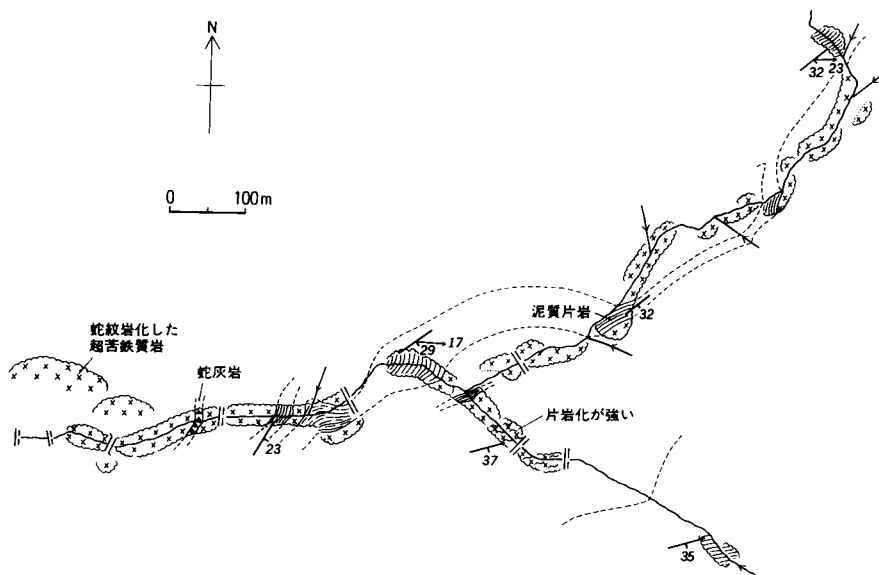 N
0 100m
32 23
泥質片岩
32
17
29
蛇紋岩化した
超苦鉄質岩
蛇灰岩
片岩化が強い
23
37
35